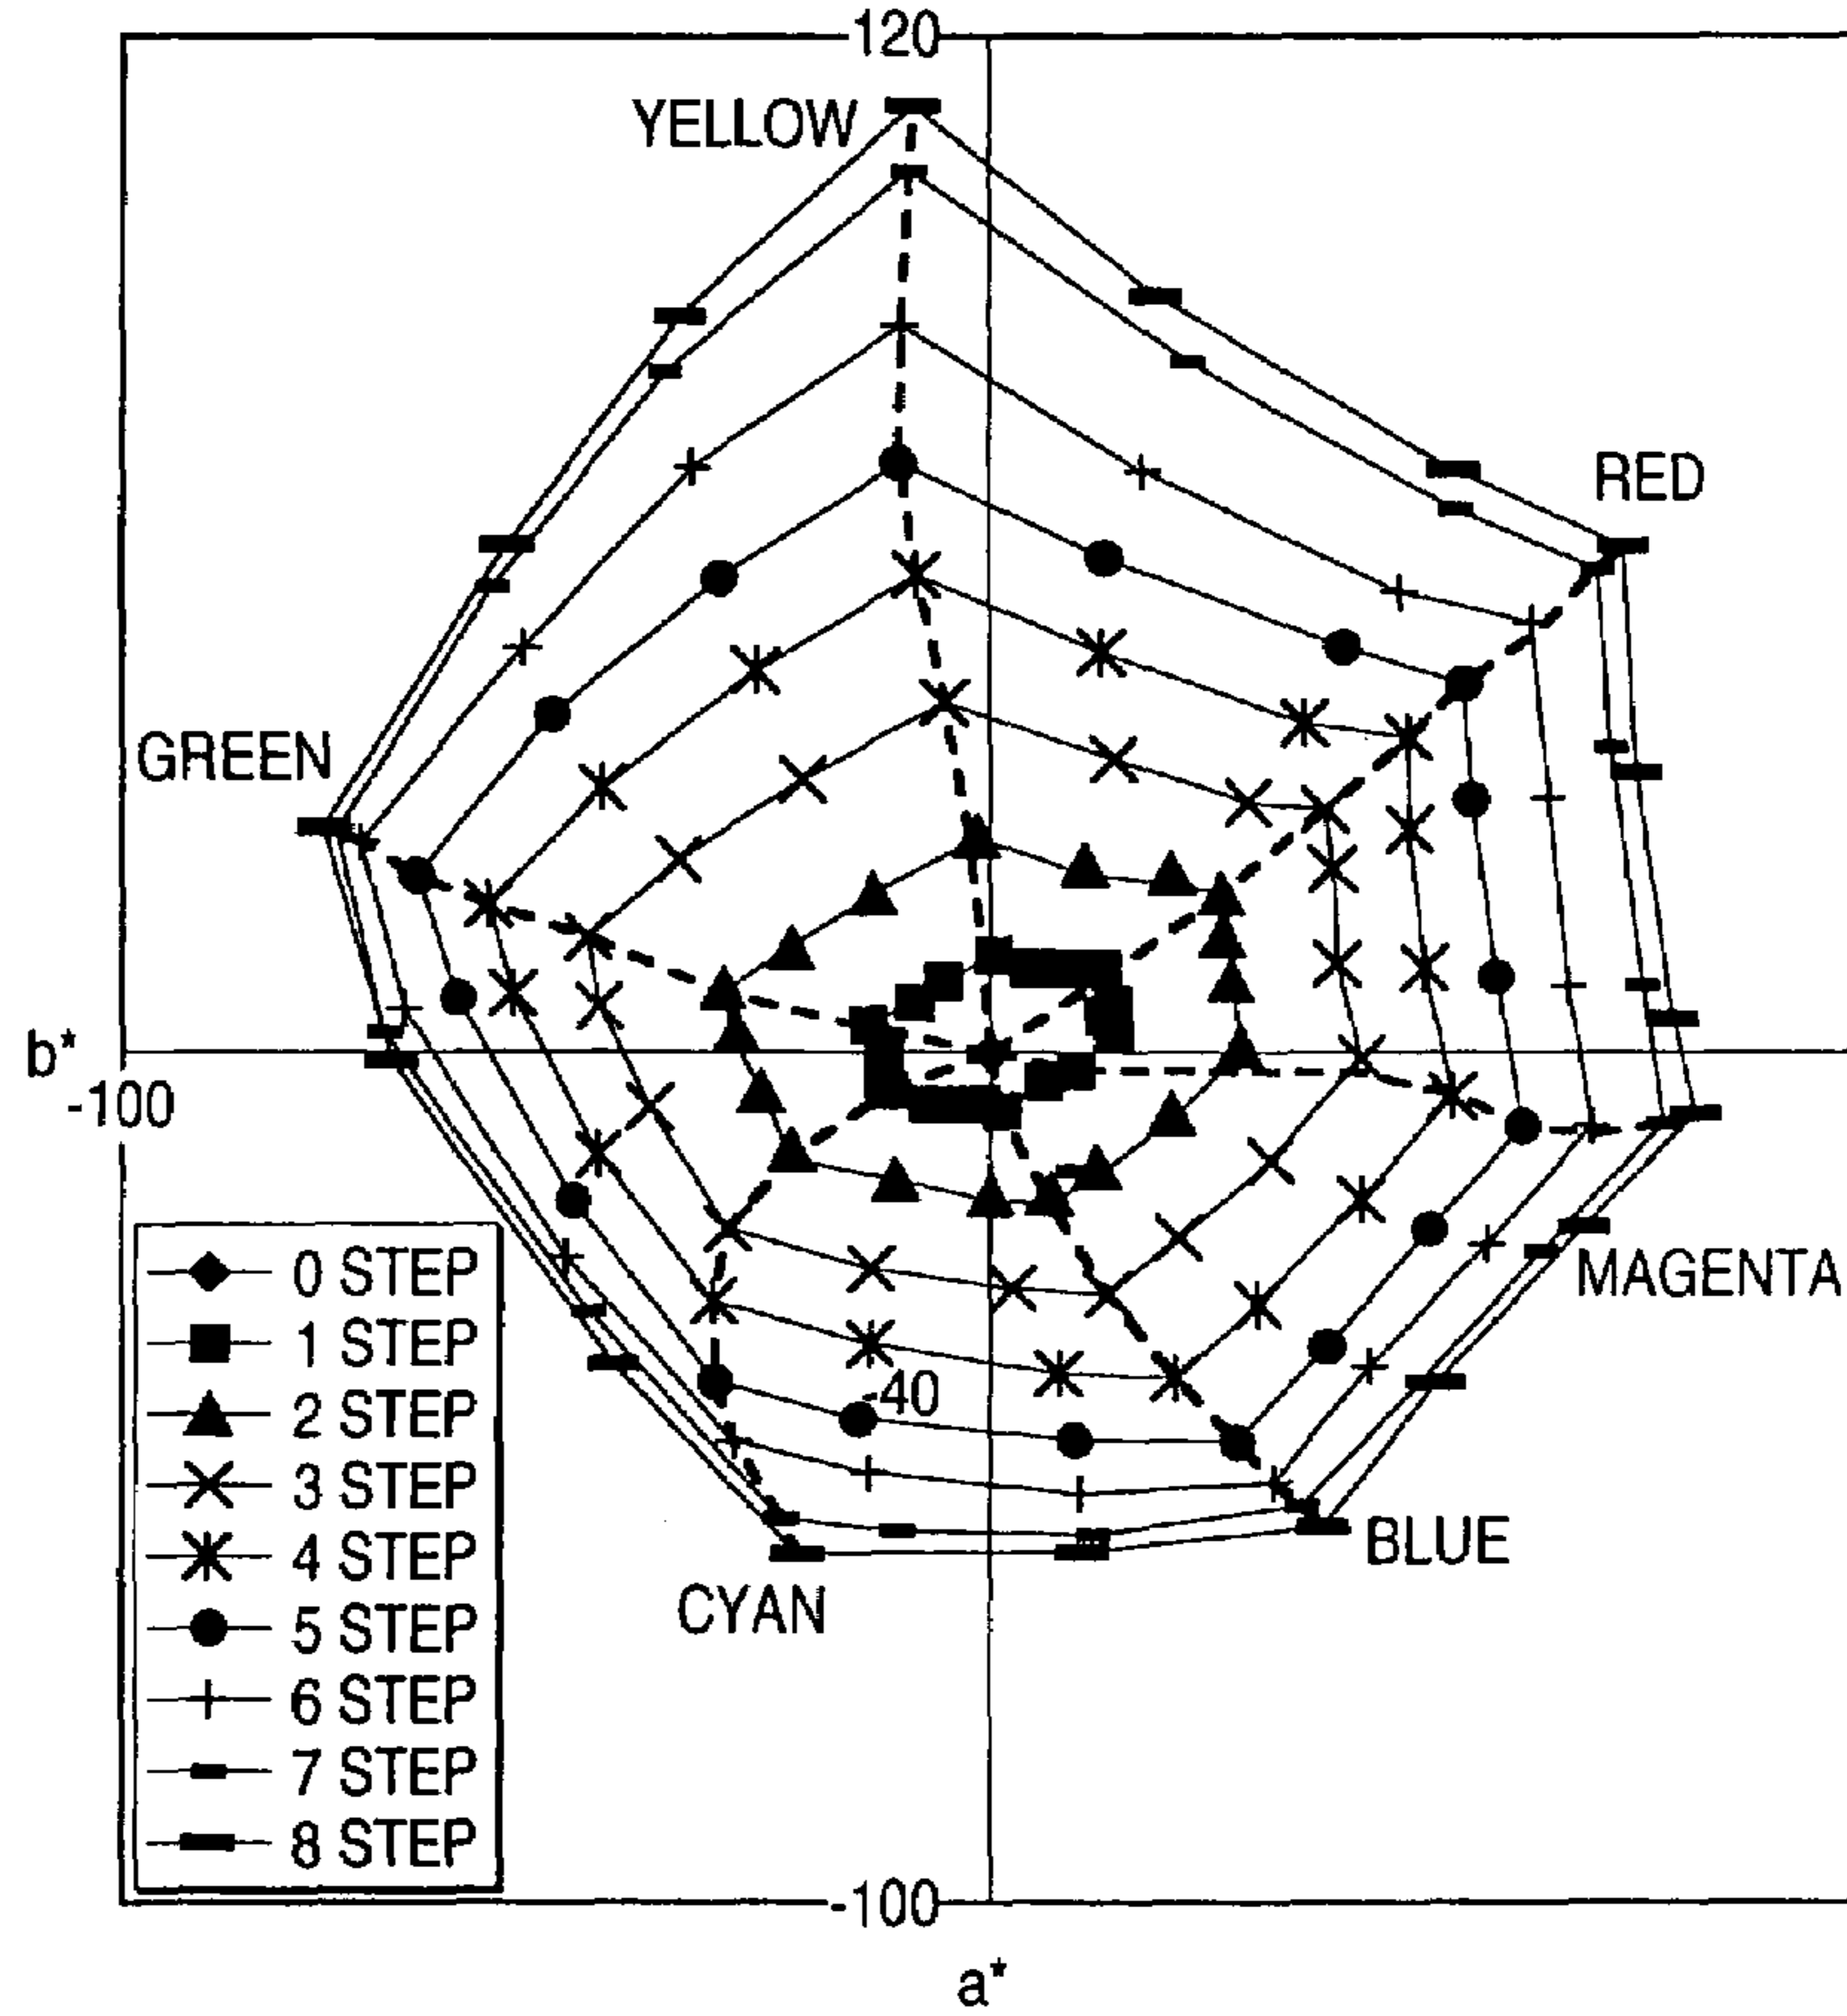 120
YELLOW
RED
GREEN
b*
-100
MAGENTA
0 STEP
1 STEP
2 STEP
3 STEP
4 STEP
5 STEP
6 STEP
7 STEP
8 STEP
-40
BLUE
CYAN
-100
a*